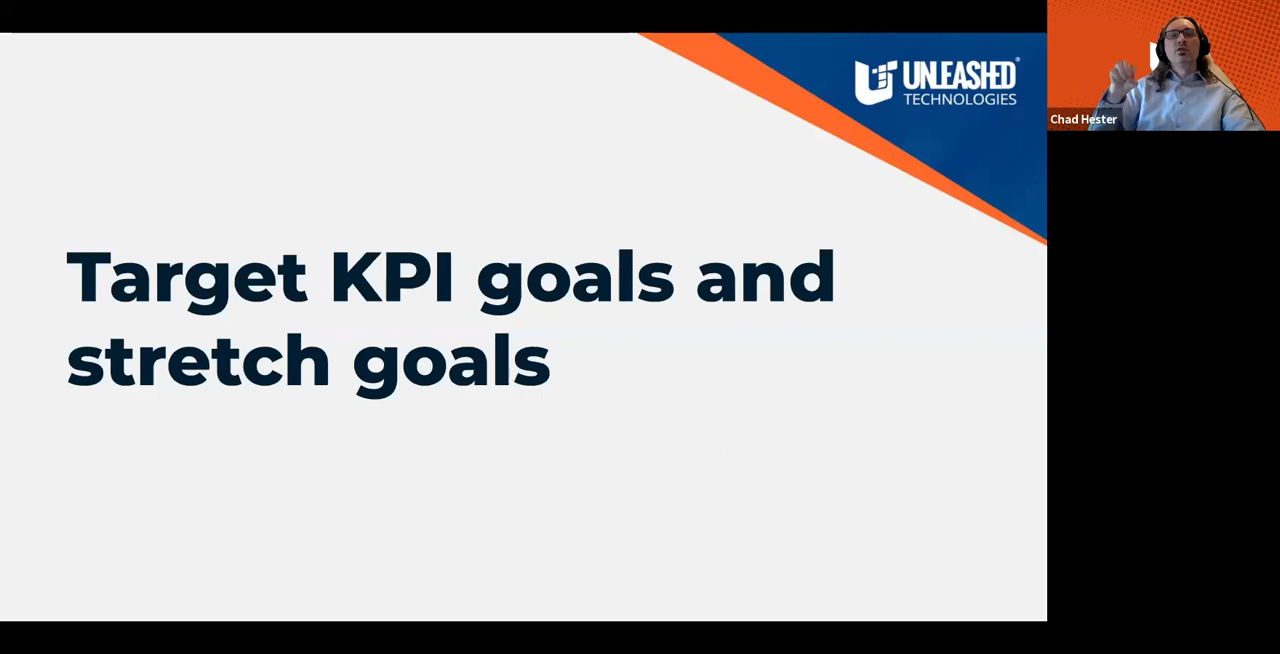 UNLEASHED®
TECHNOLOGIES
Chad Hester
Target KPI goals and
stretch goals